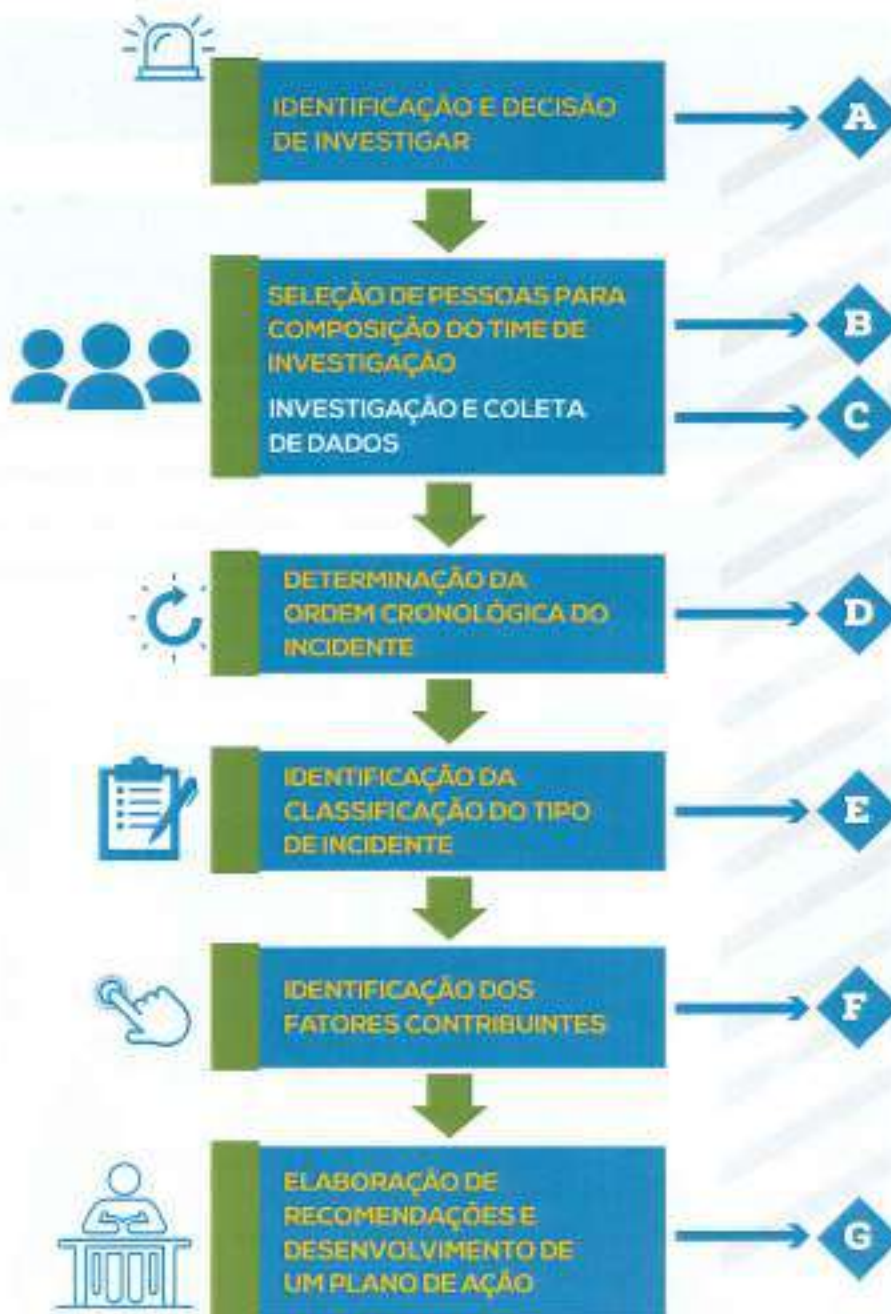 IDENTIFICAÇÃO E DECISÃO
DE INVESTIGAR
A
SELEÇÃO DE PESSOAS PARA
COMPOSIÇÃO DO TIME DE
INVESTIGAÇÃO
B
INVESTIGAÇÃO E COLETA
DE DADOS
C
DETERMINAÇÃO DA
ORDEM CRONOLÓGICA DO
INCIDENTE
D
IDENTIFICAÇÃO DA
CLASSIFICAÇÃO DO TIPO
DE INCIDENTE
E
IDENTIFICAÇÃO DOS
FATORES CONTRIBUINTES
F
ELABORAÇÃO DE
RECOMENDAÇÕES E
DESENVOLVIMENTO DE
UM PLANO DE AÇÃO
G